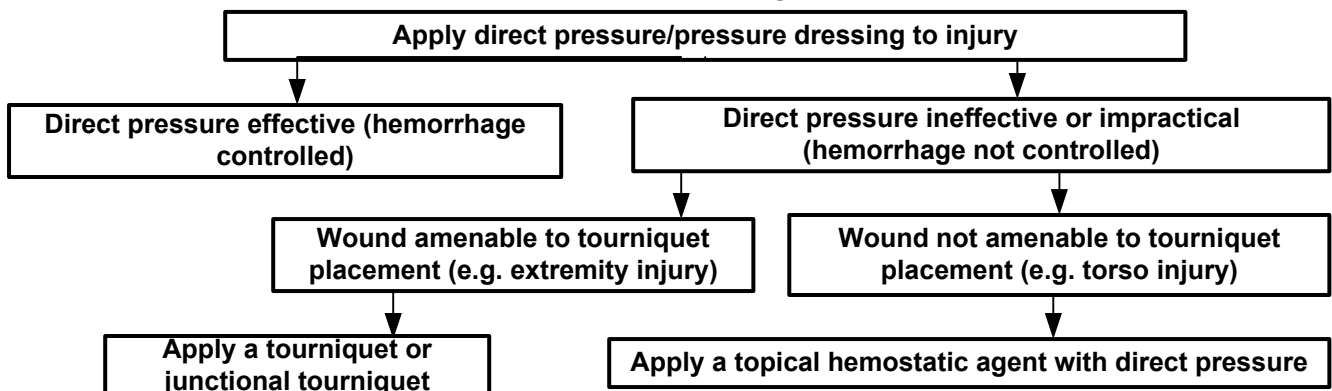 Apply direct pressure/pressure dressing to injury
Direct pressure effective (hemorrhage
controlled)
Direct pressure ineffective or impractical
(hemorrhage not controlled)
Wound amenable to tourniquet
placement (e.g. extremity injury)
Wound not amenable to tourniquet
placement (e.g. torso injury)
Apply a tourniquet or
junctional tourniquet
Apply a topical hemostatic agent with direct pressure